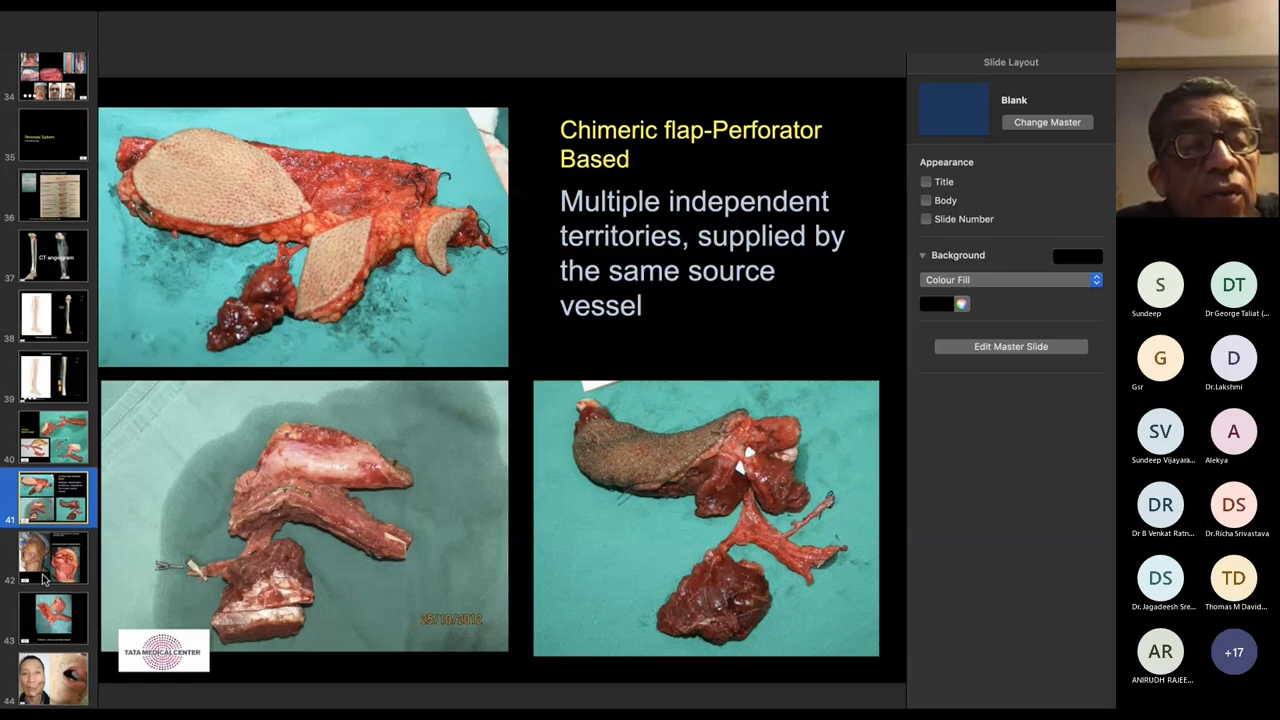 34
35
36
37
CT angiogram
38
39
40
41
42
43
44
Chimeric flap-Perforator
Based
Multiple independent
territories, supplied by
the same source
vessel
25/10/2012
TATA MEDICAL CENTER
Slide Layout
Blank
Change Master
Appearance
Title
Body
Slide Number
Background
Colour Fill
Edit Master Slide
S
Sundeep
DT
Dr George Taliat (...
G
Gsr
D
Dr.Lakshmi
SV
Sundeep Vijayara...
A
Alekya
DR
Dr B Venkat Ratn...
DS
Dr.Richa Srivastava
DS
Dr. Jagadeesh Sre...
TD
Thomas M David...
AR
ANIRUDH RAJEE...
+17